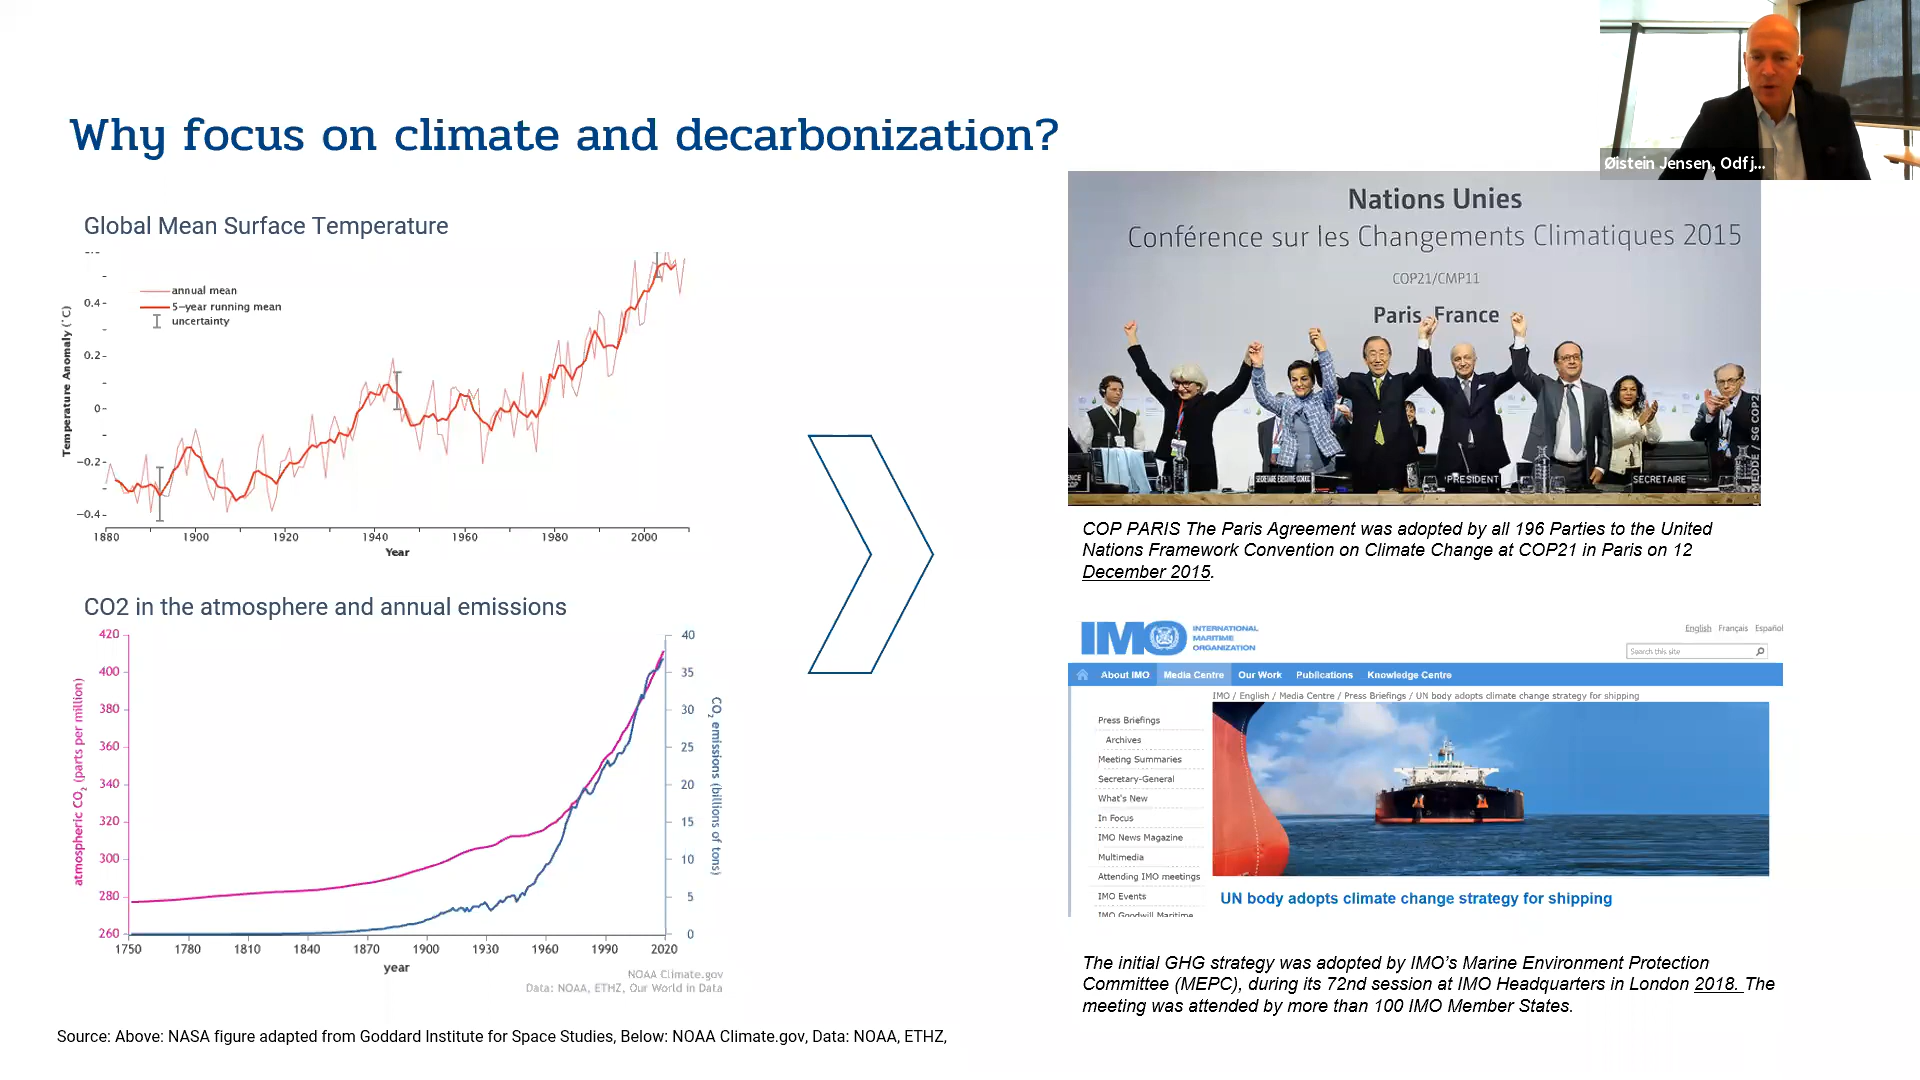 Øistein Jensen, Odfj...
Why focus on climate and decarbonization?
Global Mean Surface Temperature
annual mean
5-year running mean
uncertainty
Temperature Anomaly (°C)
0.4
0.2
0
-0.2
-0.4
1880 1900 1920 1940 1960 1980 2000
Year
CO2 in the atmosphere and annual emissions
atmospheric CO2 (parts per million)
420
400
380
360
340
320
300
280
260
CO2 emissions (billions of tons)
40
35
30
25
20
15
10
5
0
1750 1780 1810 1840 1870 1900 1930 1960 1990 2020
year
NOAA Climate.gov
Data: NOAA, ETHZ, Our World in Data
Source: Above: NASA figure adapted from Goddard Institute for Space Studies, Below: NOAA Climate.gov, Data: NOAA, ETHZ,
Nations Unies
Conférence sur les Changements Climatiques 2015
COP21/CMP11
Paris, France
PRESIDENT
SECRETAIRE
COP PARIS The Paris Agreement was adopted by all 196 Parties to the United
Nations Framework Convention on Climate Change at COP21 in Paris on 12
December 2015.
IMO
INTERNATIONAL
MARITIME
ORGANIZATION
English Français Español
Search this site
About IMO Media Centre Our Work Publications Knowledge Centre
IMO / English / Media Centre / Press Briefings / UN body adopts climate change strategy for shipping
Press Briefings
Archives
Meeting Summaries
Secretary-General
What's New
In Focus
IMO News Magazine
Multimedia
Attending IMO meetings
IMO Events
IMO Goodwill Maritime
UN body adopts climate change strategy for shipping
The initial GHG strategy was adopted by IMO’s Marine Environment Protection
Committee (MEPC), during its 72nd session at IMO Headquarters in London 2018. The
meeting was attended by more than 100 IMO Member States.